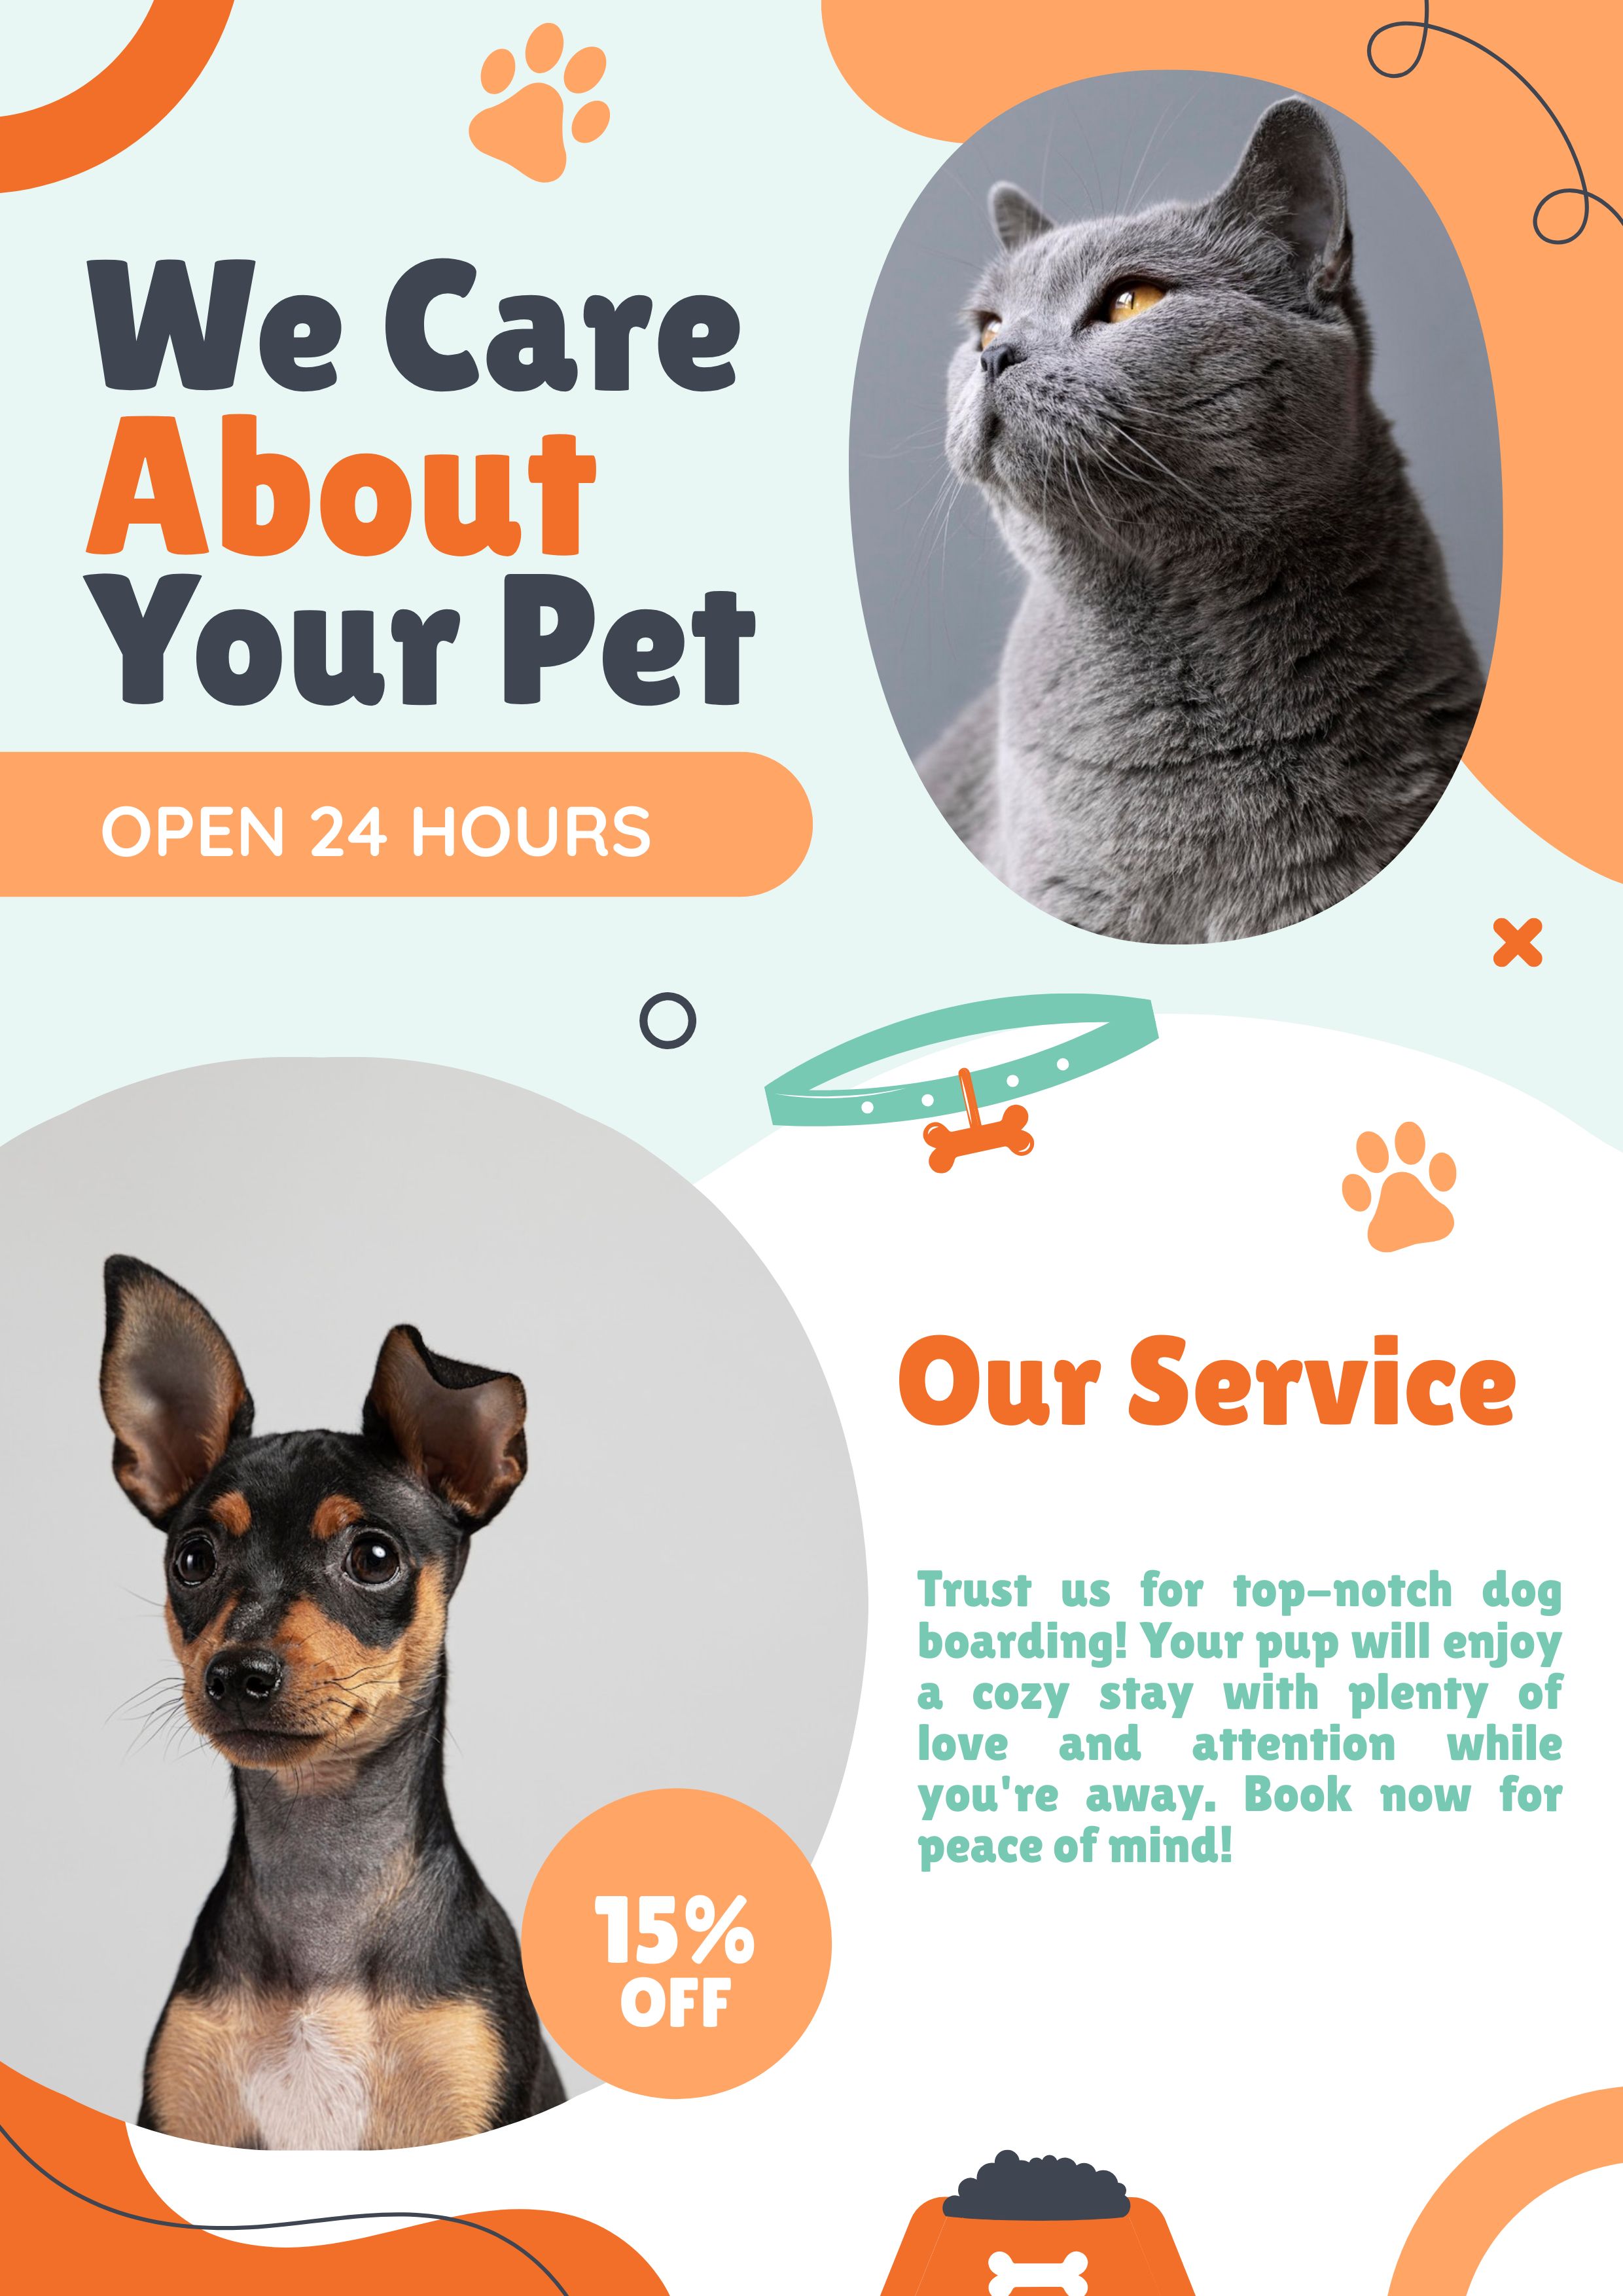 We Care
About
Your Pet
OPEN 24 HOURS
Our Service
Trust us for top-notch dog
boarding! Your pup will enjoy
a cozy stay with plenty of
love and attention while
you're away. Book now for
peace of mind!
15%
OFF